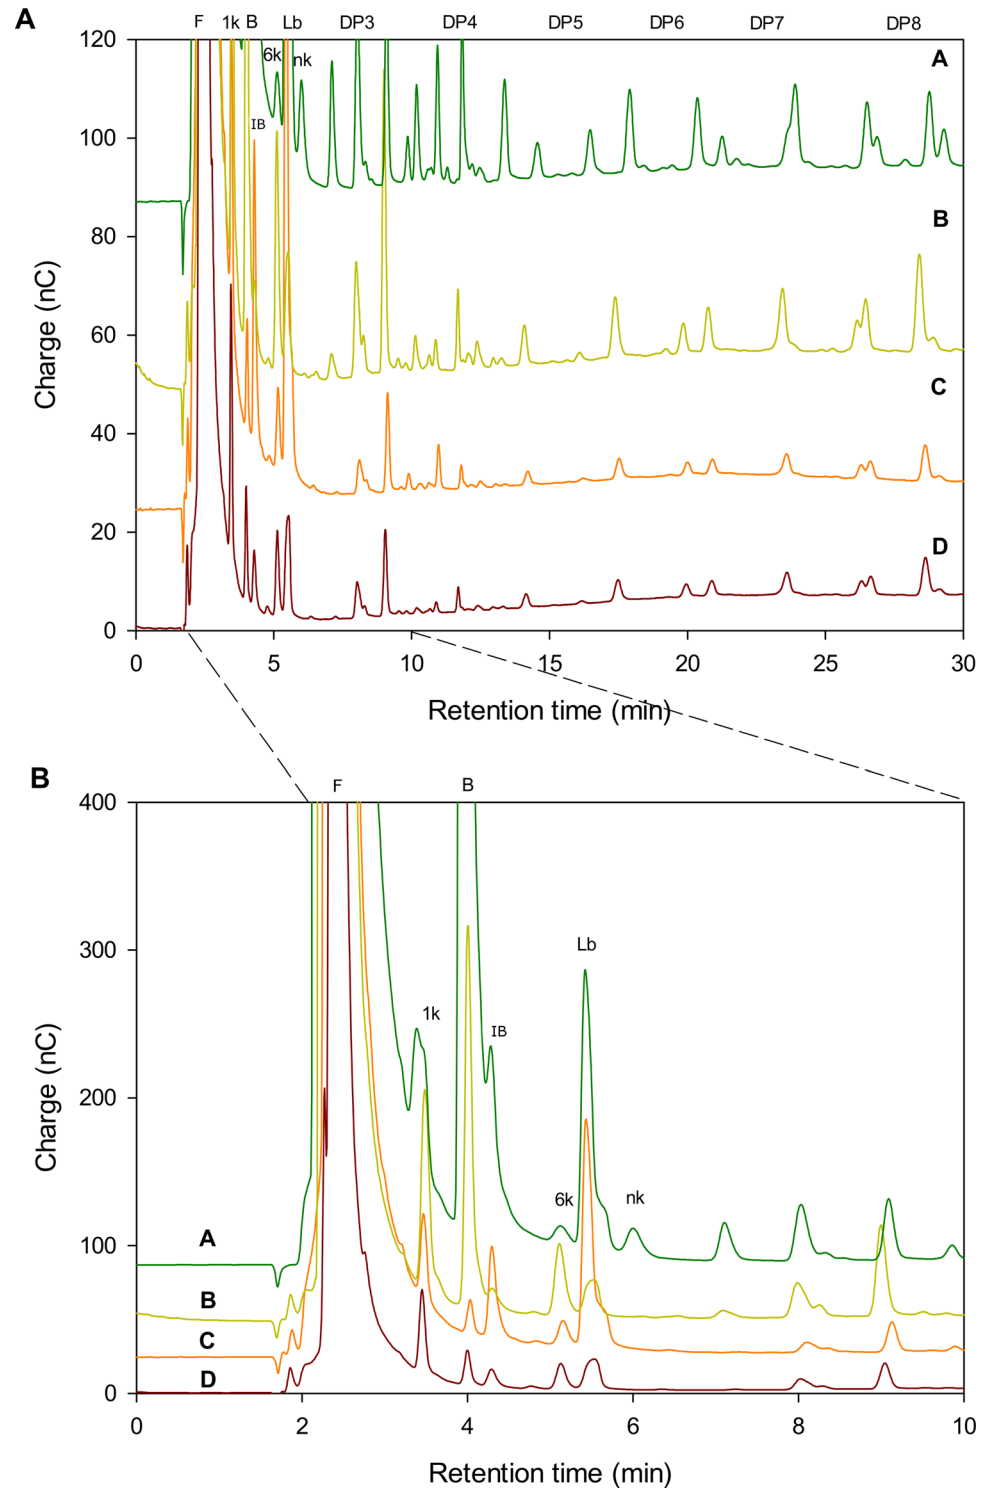 A
F 1k B Lb DP3 DP4 DP5 DP6 DP7 DP8
120
100
80
60
40
20
0
Charge (nC)
6k
nk
IB
A
B
C
D
0 5 10 15 20 25 30
Retention time (min)
B
F B
400
300
200
100
0
Charge (nC)
Lb
1k
IB
6k
nk
A
B
C
D
0 2 4 6 8 10
Retention time (min)